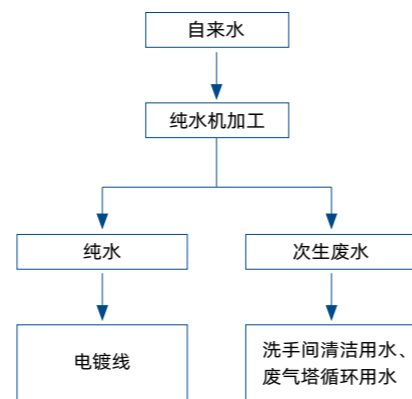 自来水
纯水机加工
纯水
次生废水
电镀线
洗手间清洁用水、
废气塔循环用水